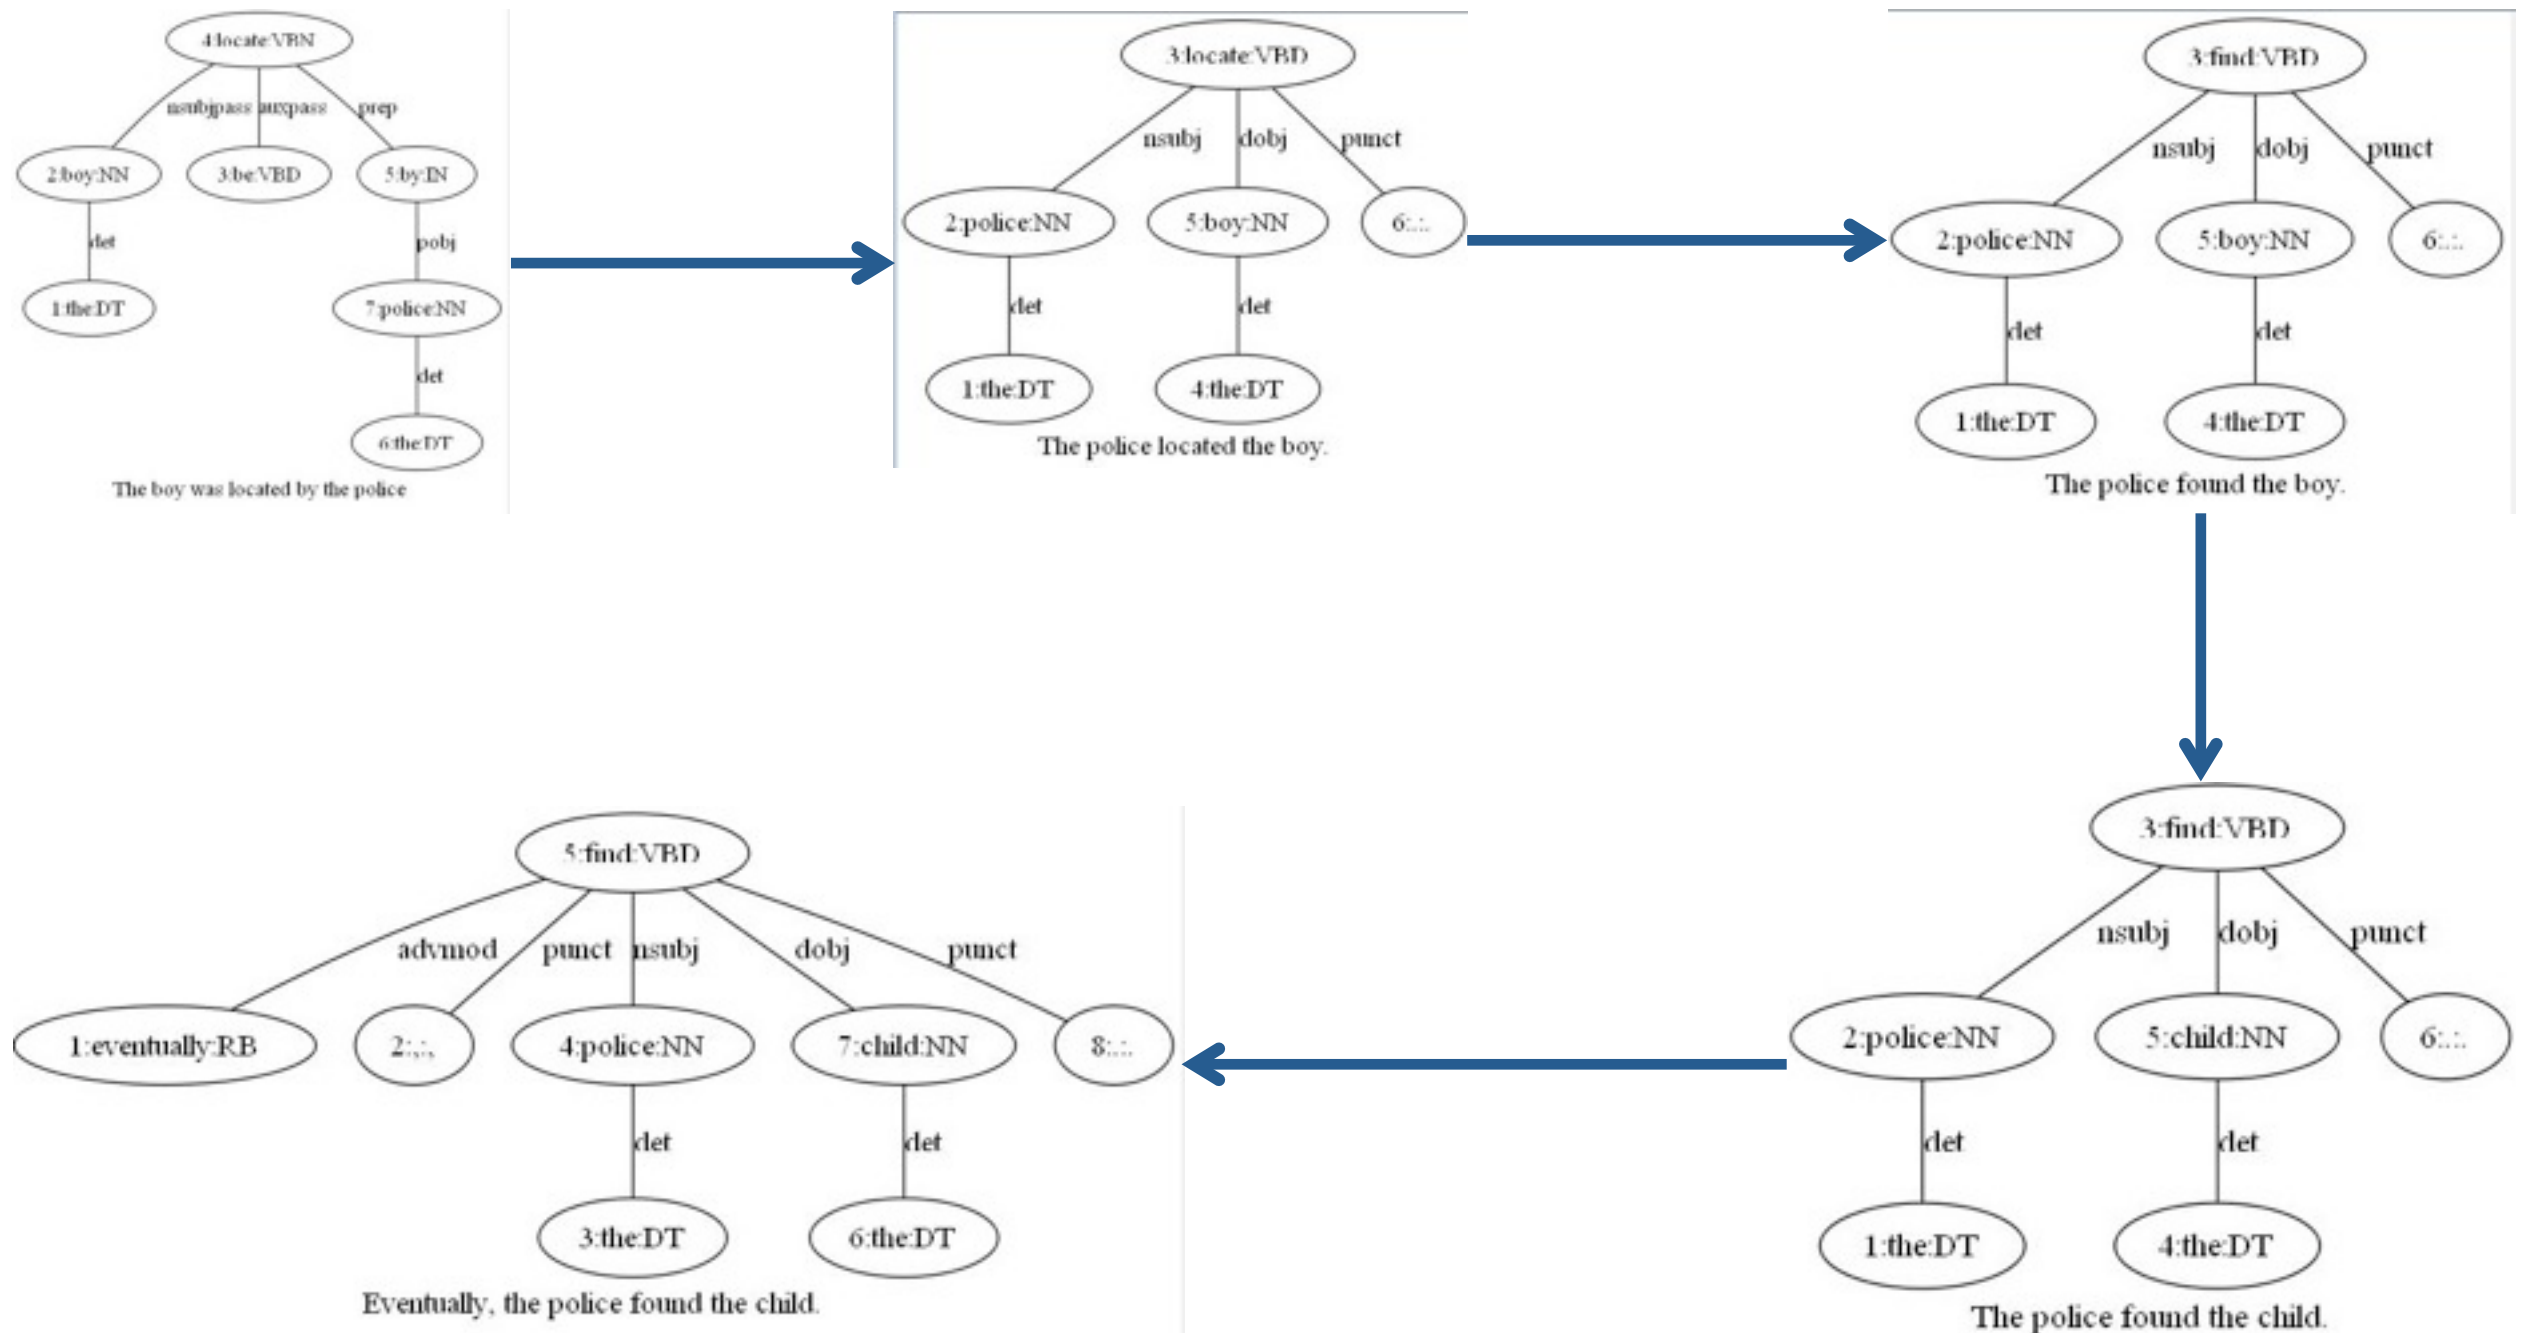 4:locate:VBN
nsubjpass auxpass prep
2:boy:NN 3:be:VBD 5:by:IN
det pobj
1:the:DT 7:police:NN
det
6:the:DT
The boy was located by the police
3:locate:VBD
nsubj dobj punct
2:police:NN 5:boy:NN 6:.:.
det det
1:the:DT 4:the:DT
The police located the boy.
3:find:VBD
nsubj dobj punct
2:police:NN 5:boy:NN 6:.:.
det det
1:the:DT 4:the:DT
The police found the boy.
3:find:VBD
nsubj dobj punct
2:police:NN 5:child:NN 6:.:.
det det
1:the:DT 4:the:DT
The police found the child.
5:find:VBD
advmod punct nsubj dobj punct
1:eventually:RB 2:,:, 4:police:NN 7:child:NN 8:.:.
det det
3:the:DT 6:the:DT
Eventually, the police found the child.